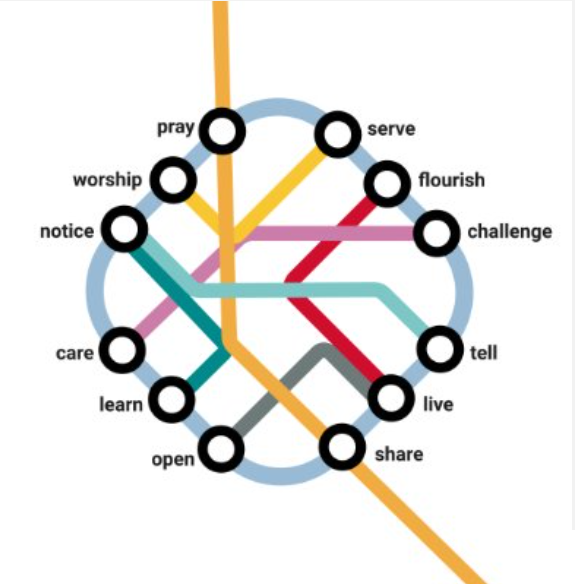 pray
serve
worship
flourish
notice
challenge
care
tell
learn
live
open
share